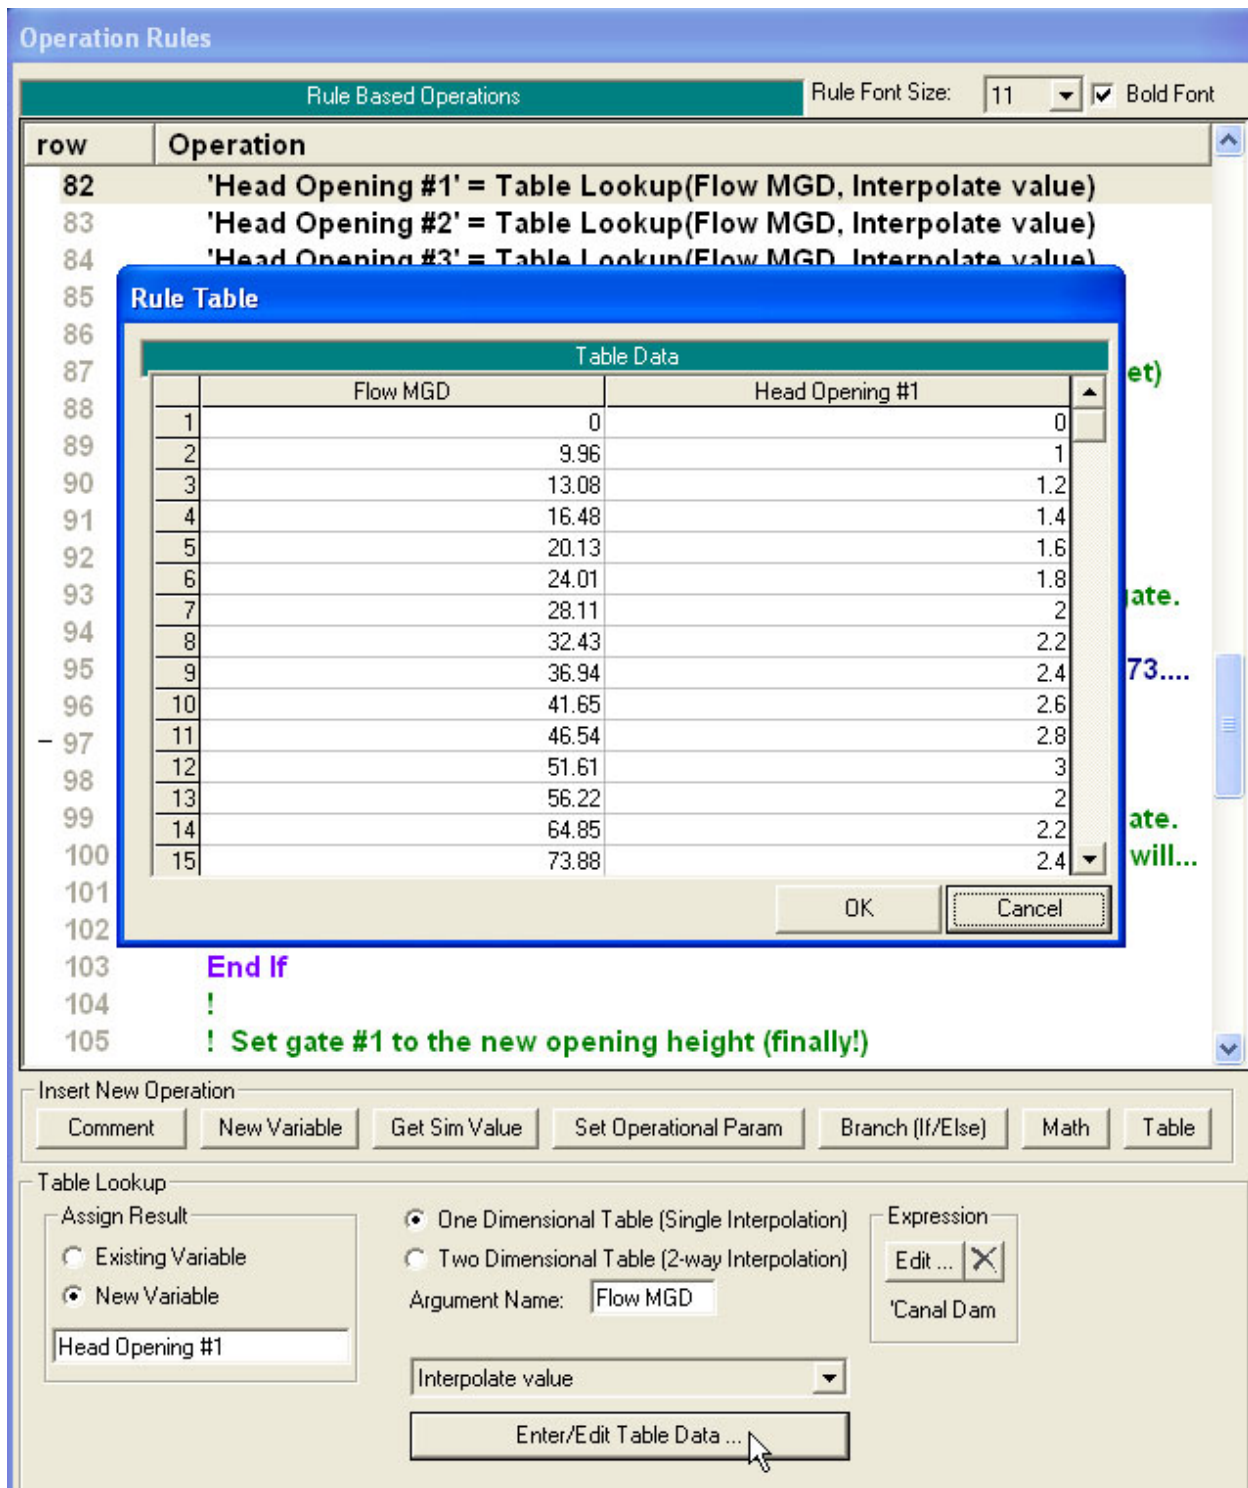 Operation Rules
Rule Based Operations Rule Font Size: 11 Bold Font
row Operation
82 'Head Opening #1' = Table Lookup(Flow MGD, Interpolate value)
83 'Head Opening #2' = Table Lookup(Flow MGD, Interpolate value)
84 'Head Opening #3' = Table Lookup(Flow MGD, Interpolate value)
85
86
87 et)
88
89
90
91
92
93 ate.
94
95 73....
96
97
98
99 ate.
100 will...
101
102
Rule Table
Table Data
Flow MGD Head Opening #1
1 0 0
2 9.96 1
3 13.08 1.2
4 16.48 1.4
5 20.13 1.6
6 24.01 1.8
7 28.11 2
8 32.43 2.2
9 36.94 2.4
10 41.65 2.6
11 46.54 2.8
12 51.61 3
13 56.22 2
14 64.85 2.2
15 73.88 2.4
OK Cancel
103 End If
104 !
105 ! Set gate #1 to the new opening height (finally!)
Insert New Operation
Comment New Variable Get Sim Value Set Operational Param Branch (If/Else) Math Table
Table Lookup
Assign Result
Existing Variable
New Variable
Head Opening #1
One Dimensional Table (Single Interpolation)
Two Dimensional Table (2-way Interpolation)
Argument Name: Flow MGD
Interpolate value
Enter/Edit Table Data ...
Expression
Edit ...
'Canal Dam